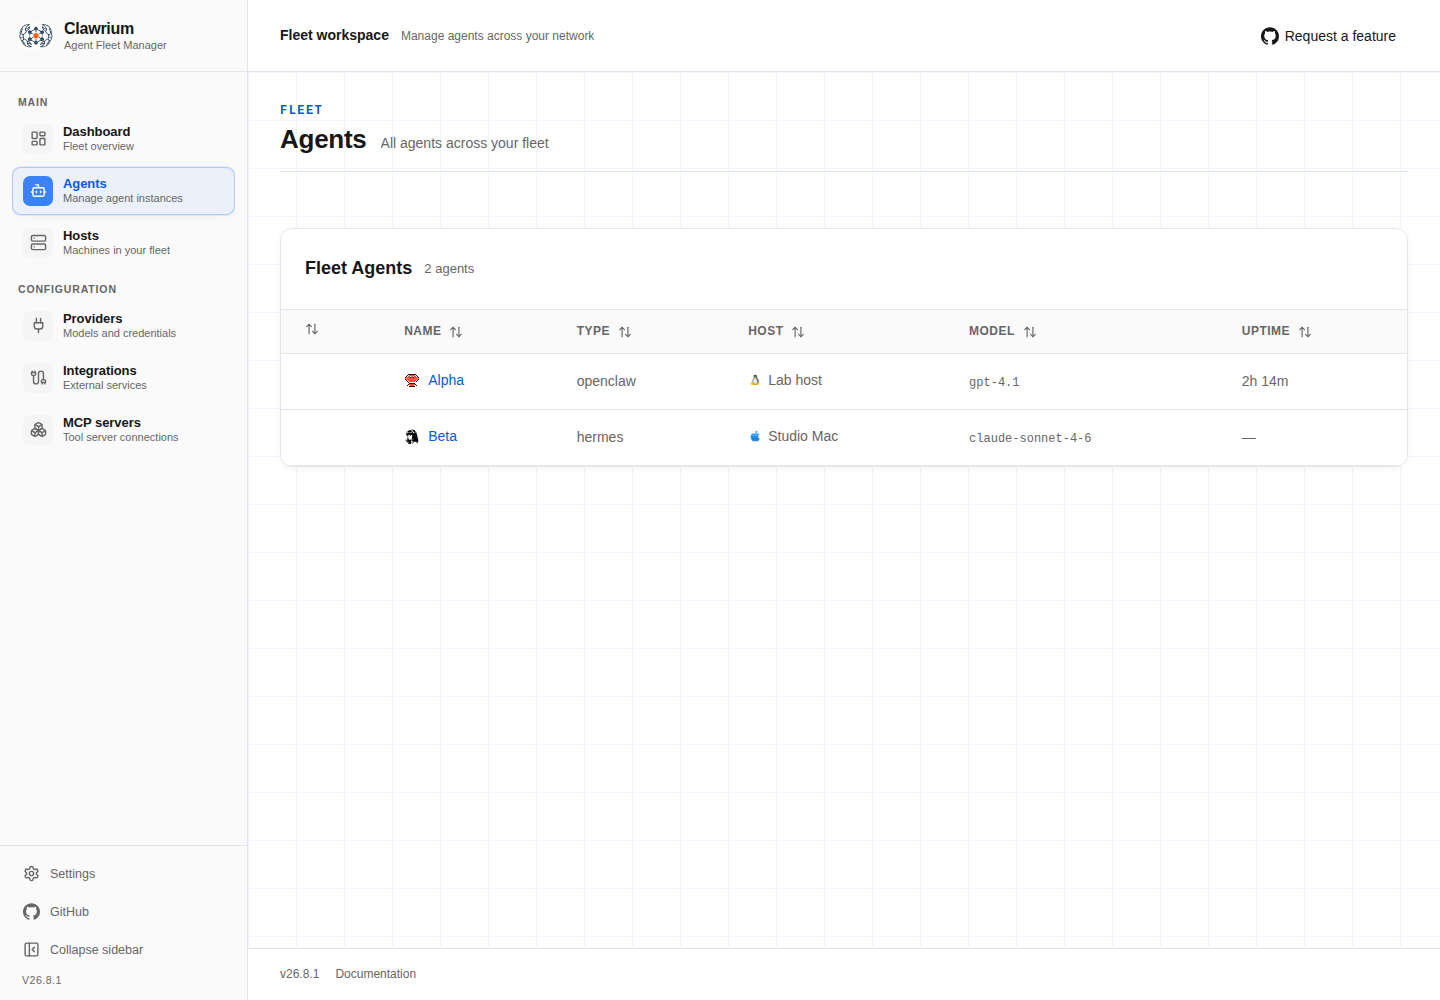 Clawrium
Agent Fleet Manager
MAIN
Dashboard
Fleet overview
Agents
Manage agent instances
Hosts
Machines in your fleet
CONFIGURATION
Providers
Models and credentials
Integrations
External services
MCP servers
Tool server connections
Settings
GitHub
Collapse sidebar
V26.8.1
Fleet workspace Manage agents across your network
Request a feature
FLEET
Agents All agents across your fleet
Fleet Agents 2 agents
NAME TYPE HOST MODEL UPTIME
Alpha openclaw Lab host gpt-4.1 2h 14m
Beta hermes Studio Mac claude-sonnet-4-6 —
v26.8.1 Documentation